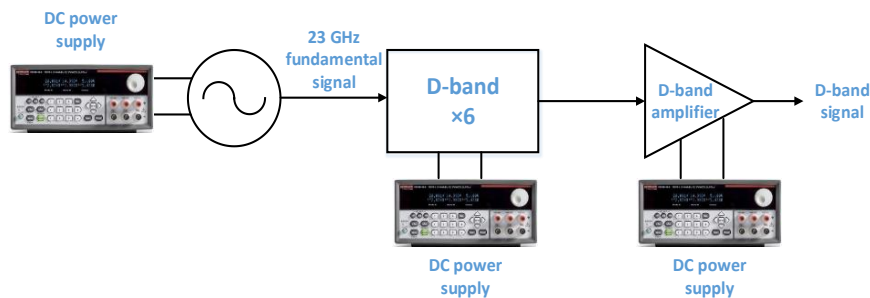 DC power
supply
23 GHz
fundamental
signal
D-band
×6
D-band
amplifier
D-band
signal
DC power
supply
DC power
supply